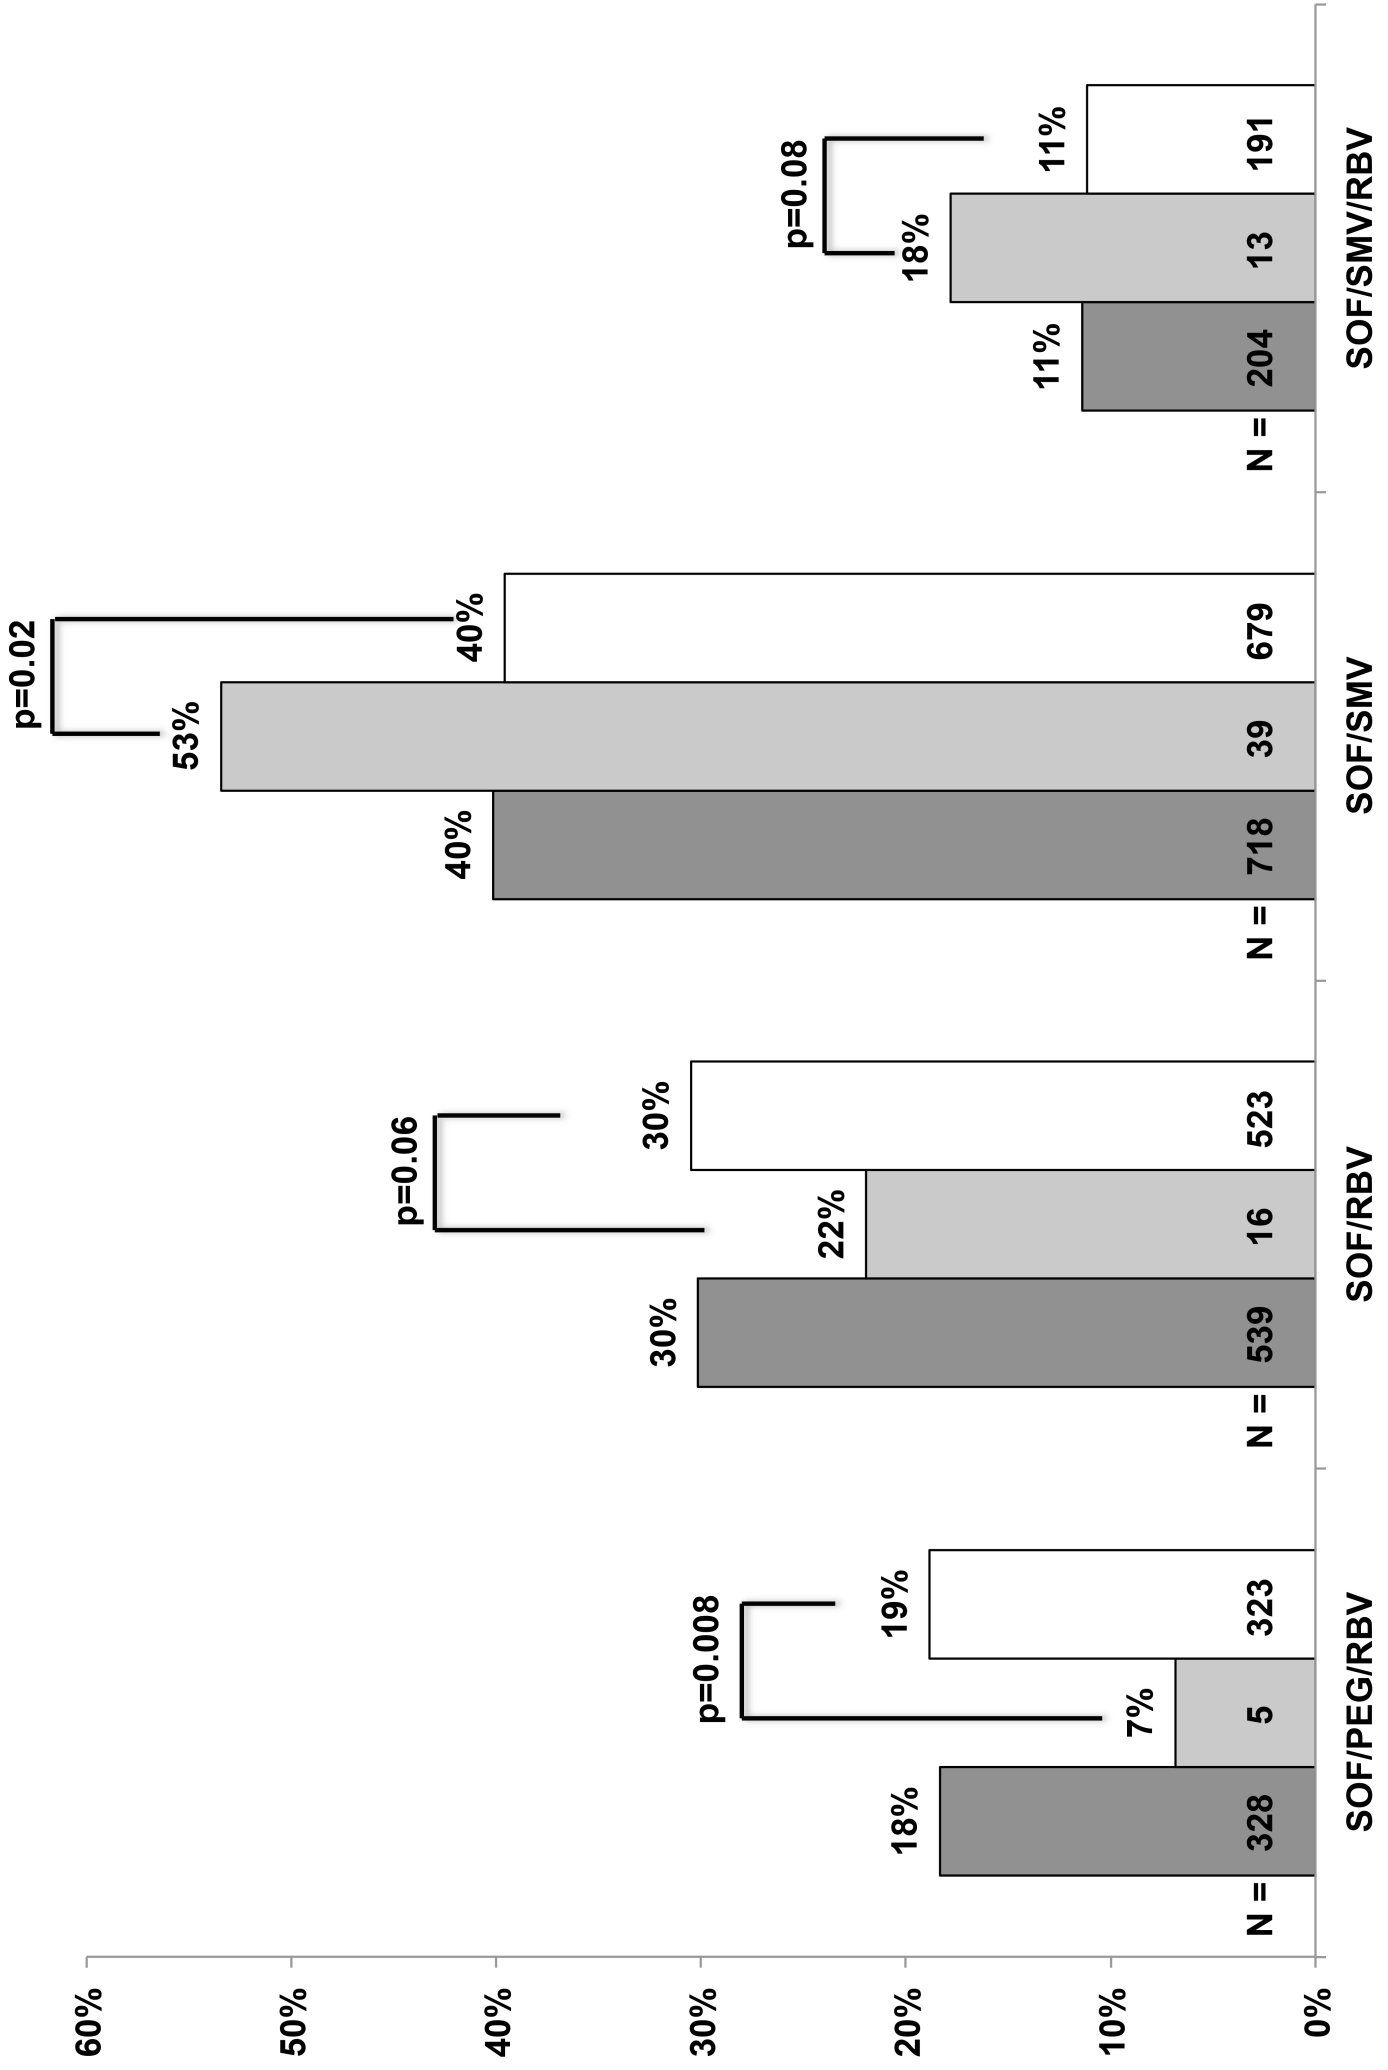 60%
50%
40%
30%
20%
10%
0%
p=0.008
18%
7%
19%
N = 328 5 323
SOF/PEG/RBV
p=0.06
30%
22%
30%
N = 539 16 523
SOF/RBV
p=0.02
40%
53%
40%
N = 718 39 679
SOF/SMV
p=0.08
11%
18%
11%
N = 204 13 191
SOF/SMV/RBV